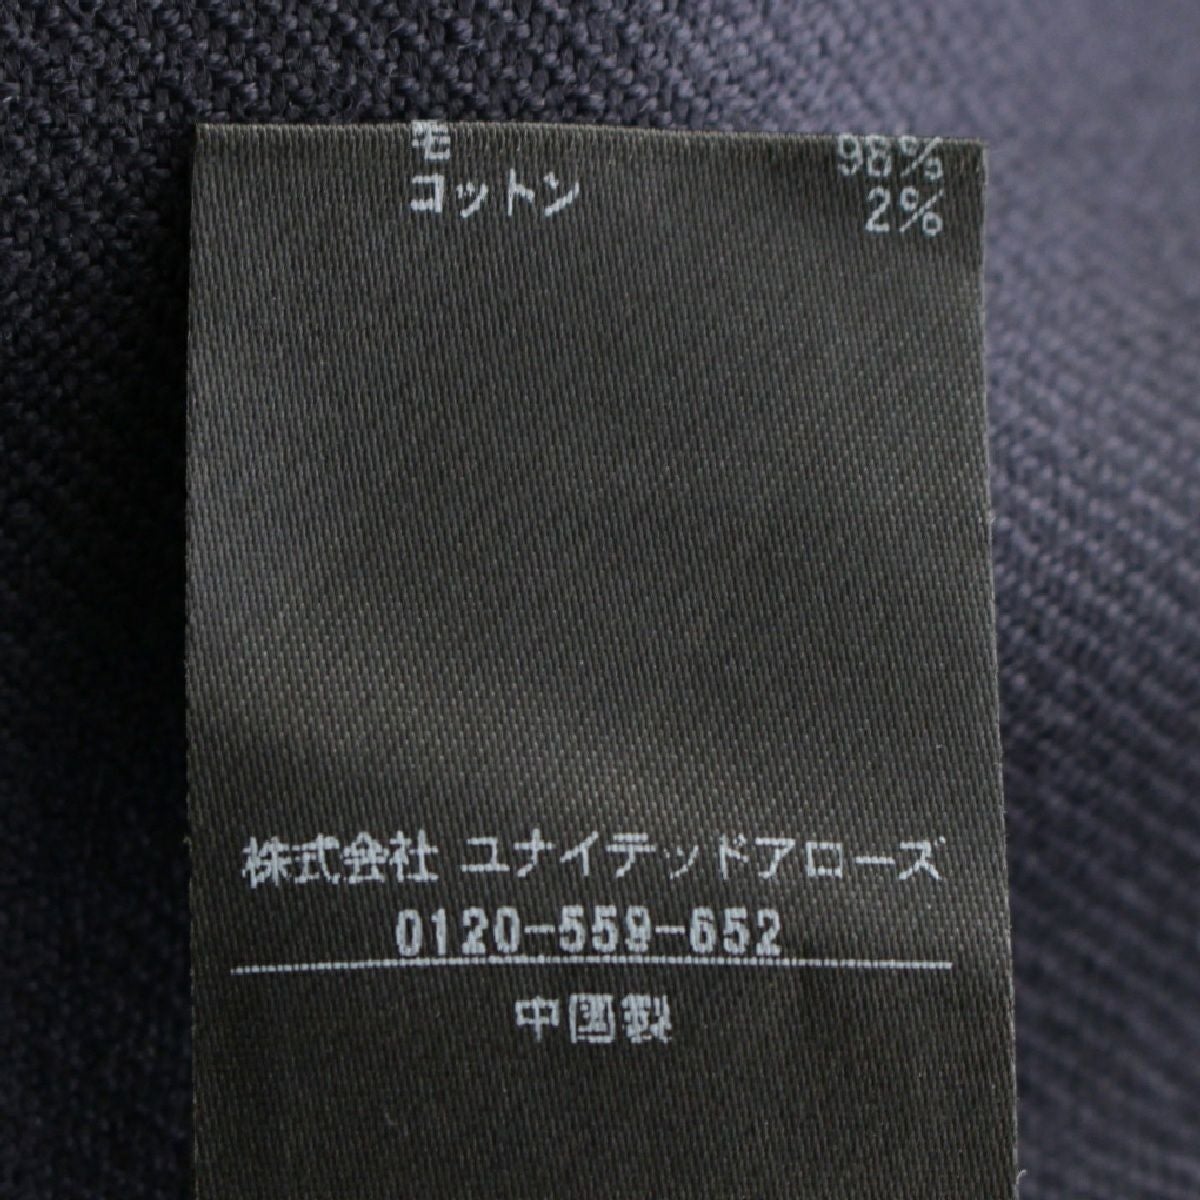 毛 98%
コットン 2%
株式会社 ユナイテッドアローズ
0120-559-652
中国製